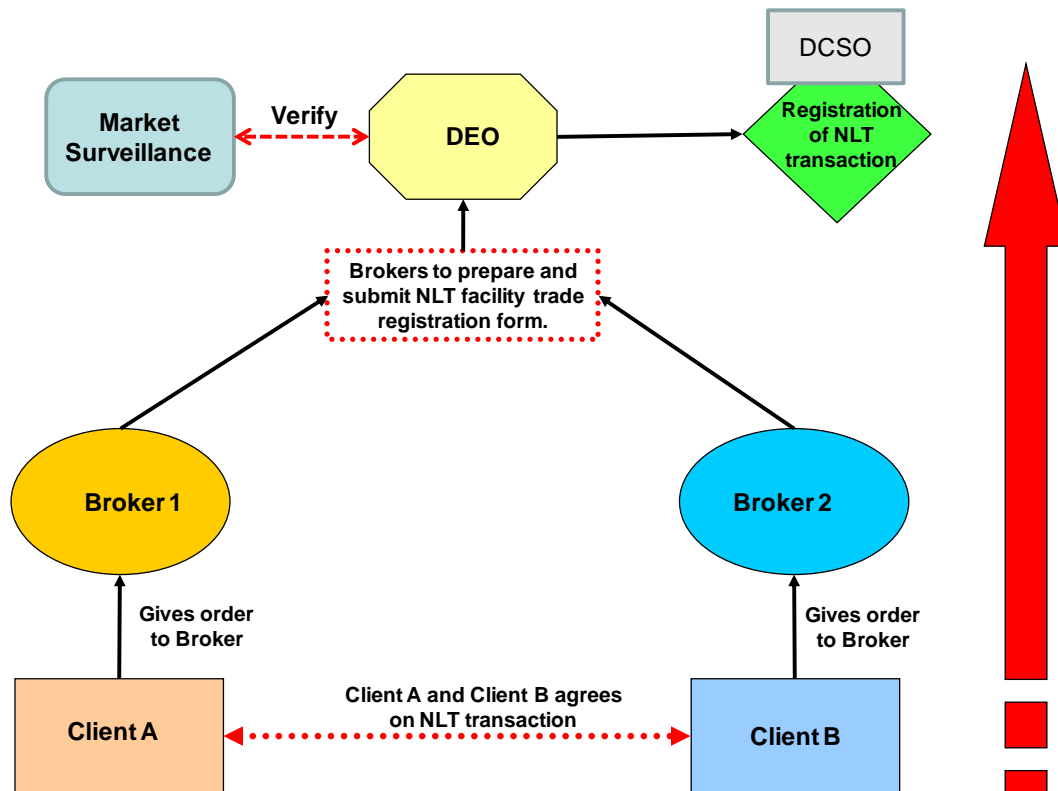 DCSO
Market
Surveillance
Verify
DEO
Registration
of NLT
transaction
Brokers to prepare and
submit NLT facility trade
registration form.
Broker 1
Broker 2
Gives order
to Broker
Gives order
to Broker
Client A and Client B agrees
on NLT transaction
Client A
Client B